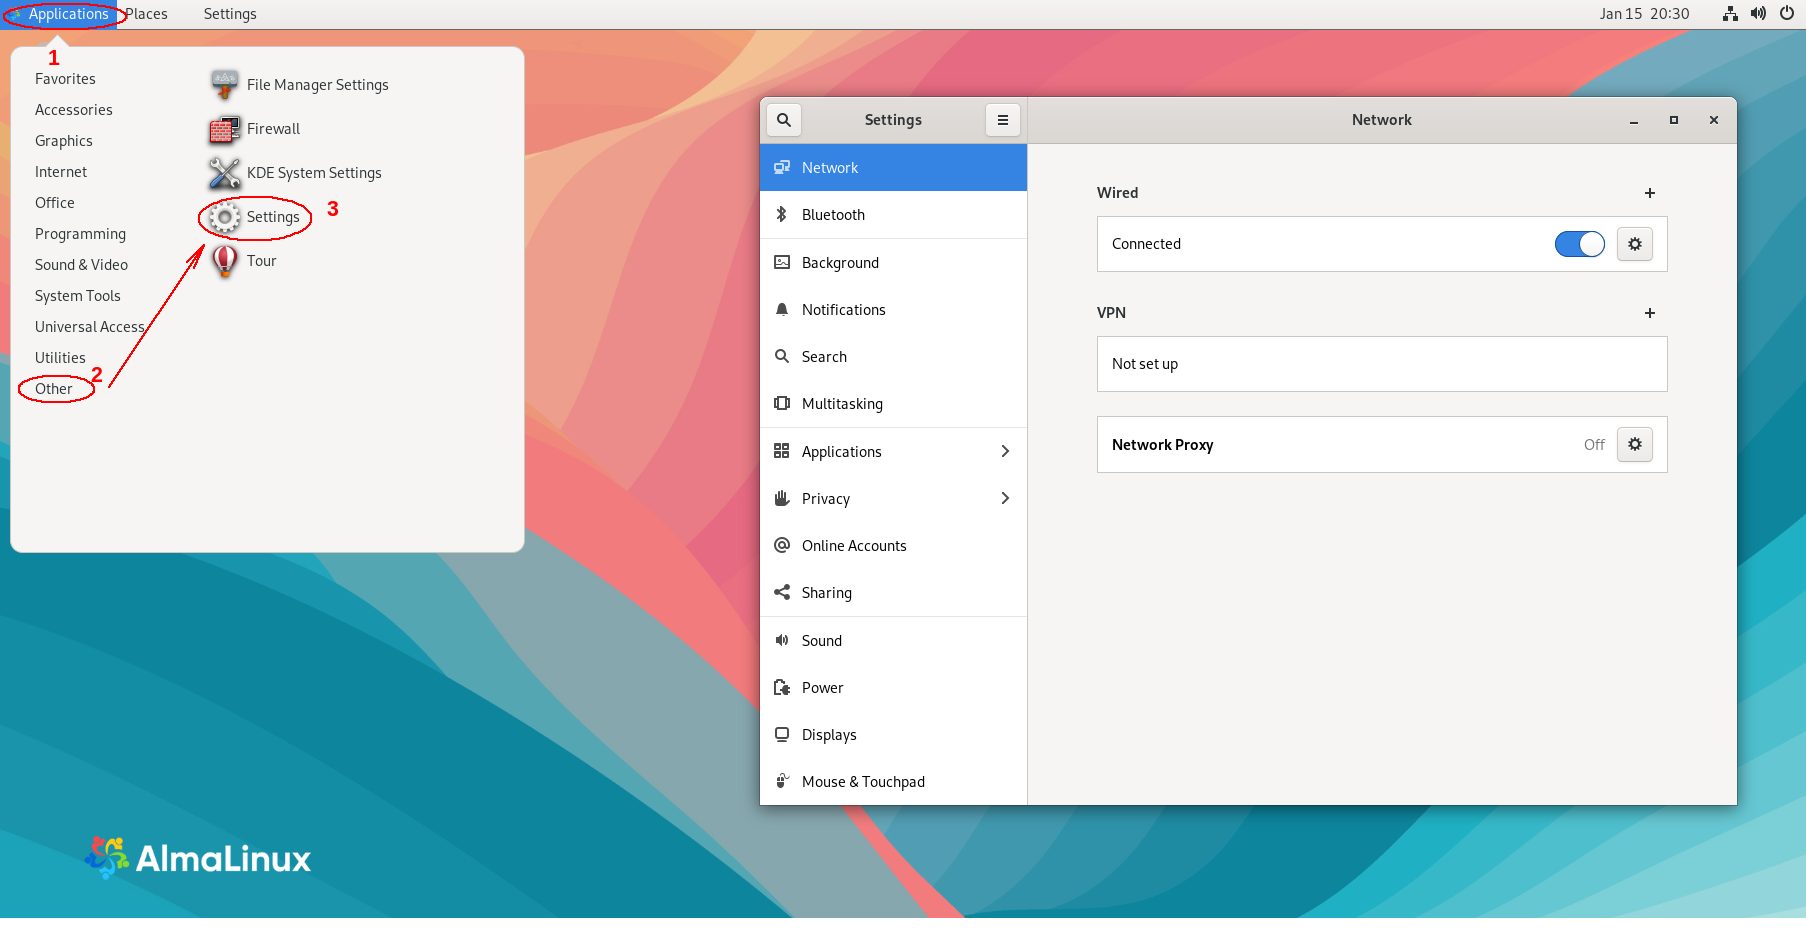 Applications Places Settings Jan 15 20:30
1
Favorites
Accessories
Graphics
Internet
Office
Programming
Sound & Video
System Tools
Universal Access
Utilities
Other
2
File Manager Settings
Firewall
KDE System Settings
Settings
3
Tour
Settings
Network
Network
Bluetooth
Background
Notifications
Search
Multitasking
Applications
Privacy
Online Accounts
Sharing
Sound
Power
Displays
Mouse & Touchpad
Wired
Connected
VPN
Not set up
Network Proxy Off
AlmaLinux